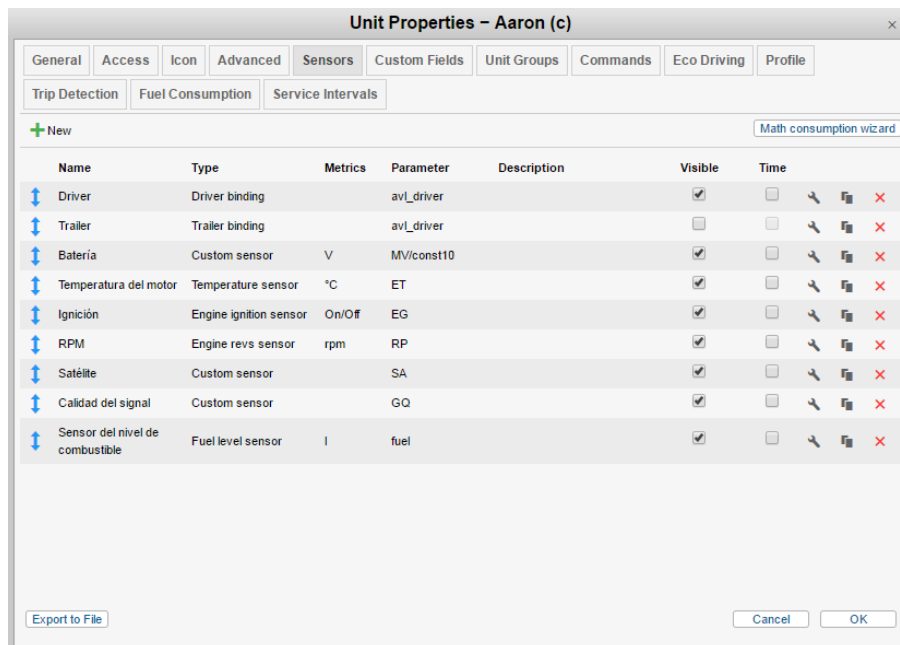 Unit Properties – Aaron (c)
×
General Access Icon Advanced Sensors Custom Fields Unit Groups Commands Eco Driving Profile
Trip Detection Fuel Consumption Service Intervals
New Math consumption wizard
Name Type Metrics Parameter Description Visible Time
Driver Driver binding avl_driver
Trailer Trailer binding avl_driver
Batería Custom sensor V MV/const10
Temperatura del motor Temperature sensor °C ET
Ignición Engine ignition sensor On/Off EG
RPM Engine revs sensor rpm RP
Satélite Custom sensor SA
Calidad del signal Custom sensor GQ
Sensor del nivel de
combustible Fuel level sensor l fuel
Export to File Cancel OK